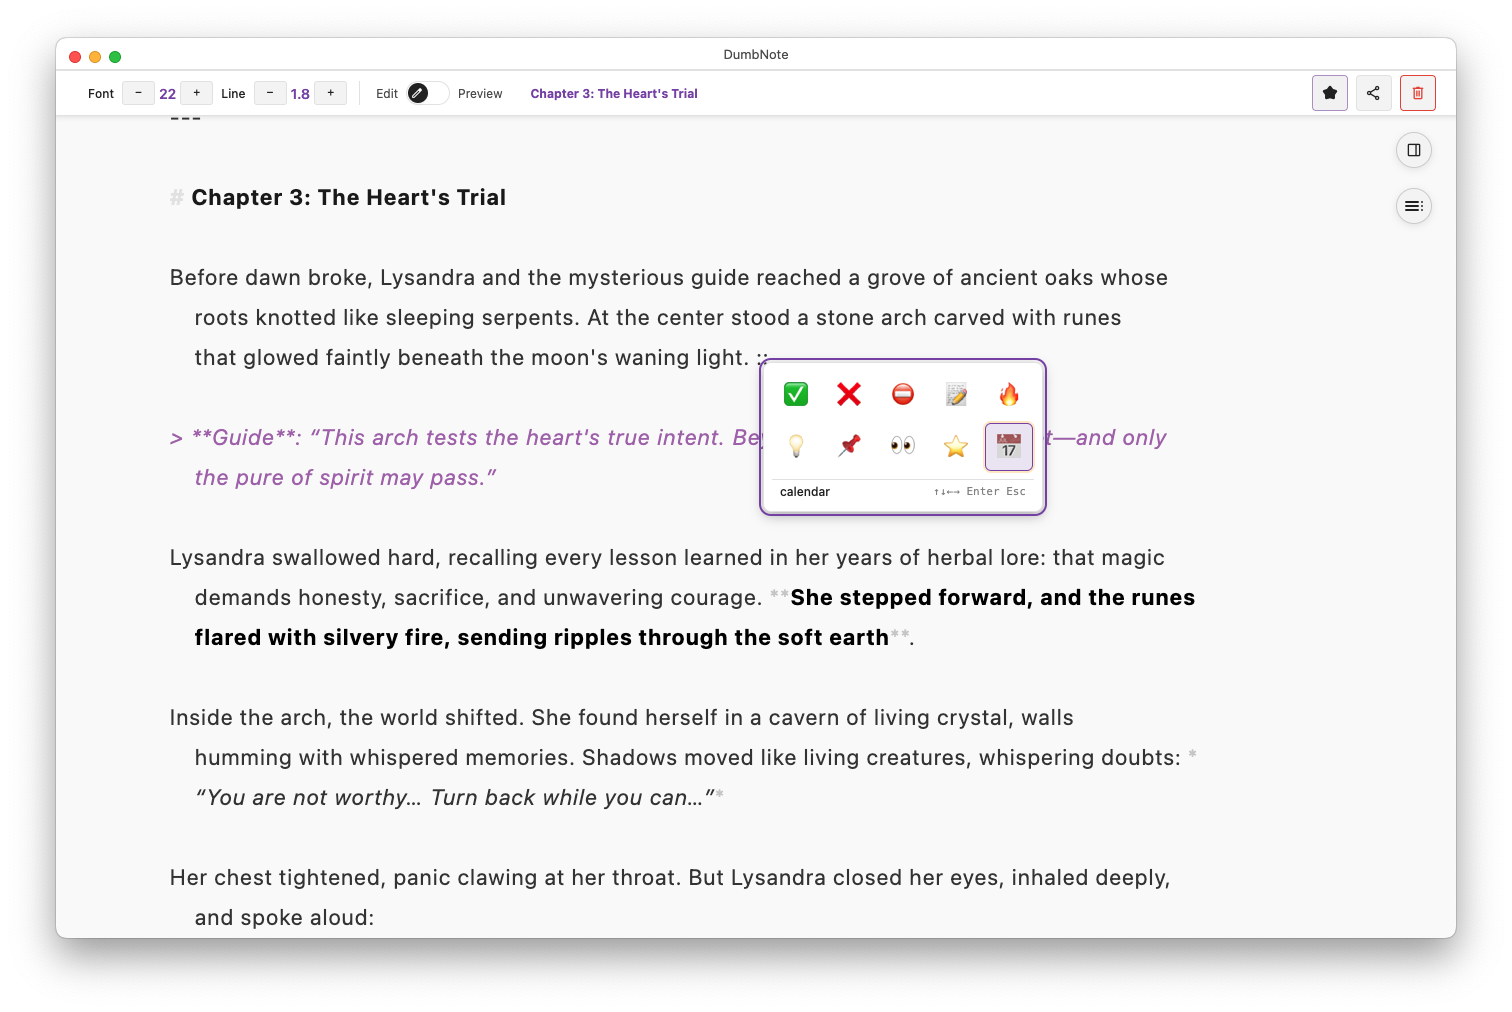 DumbNote
Font − 22 + Line − 1.8 + Edit Preview Chapter 3: The Heart's Trial
---
# Chapter 3: The Heart's Trial
Before dawn broke, Lysandra and the mysterious guide reached a grove of ancient oaks whose
roots knotted like sleeping serpents. At the center stood a stone arch carved with runes
that glowed faintly beneath the moon's waning light. ::
> **Guide**: “This arch tests the heart's true intent. t—and only
the pure of spirit may pass.”
17
calendar ↑↓←→ Enter Esc
Lysandra swallowed hard, recalling every lesson learned in her years of herbal lore: that magic
demands honesty, sacrifice, and unwavering courage. **She stepped forward, and the runes
flared with silvery fire, sending ripples through the soft earth**.
Inside the arch, the world shifted. She found herself in a cavern of living crystal, walls
humming with whispered memories. Shadows moved like living creatures, whispering doubts: *
“You are not worthy… Turn back while you can…”*
Her chest tightened, panic clawing at her throat. But Lysandra closed her eyes, inhaled deeply,
and spoke aloud: